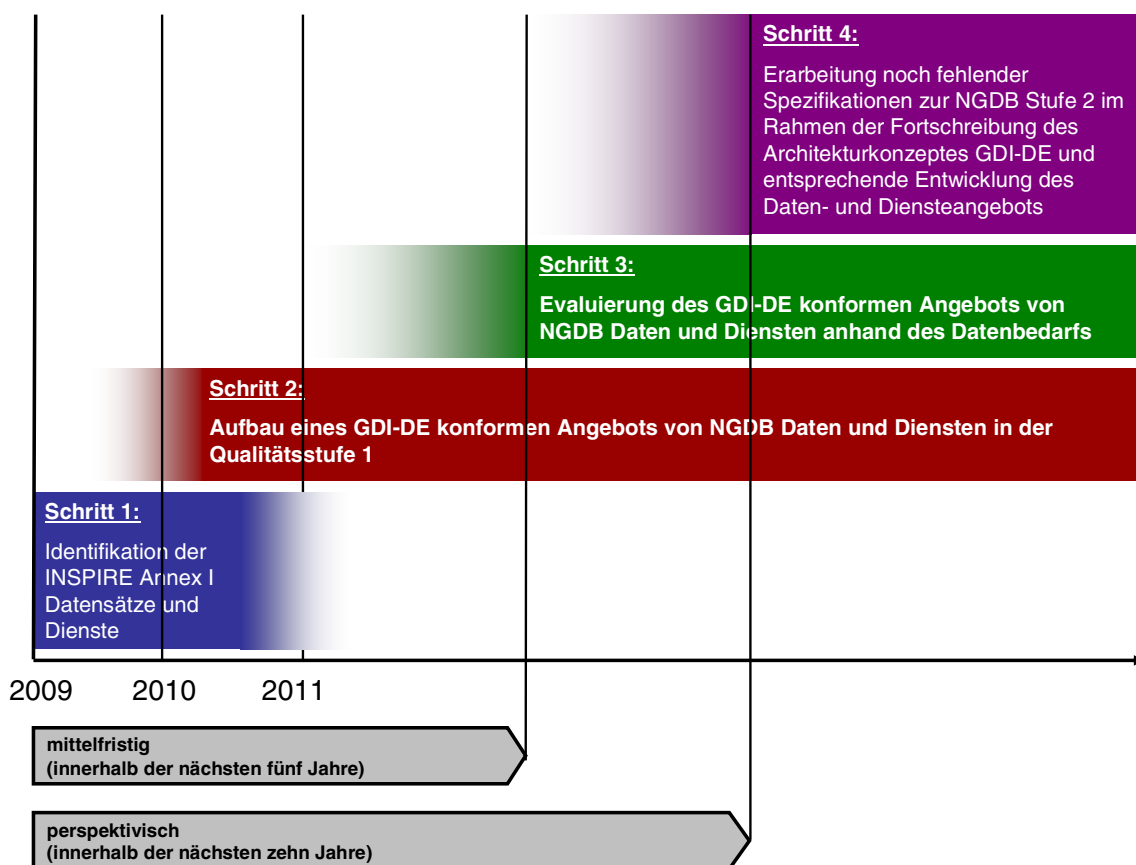 Schritt 4:
Erarbeitung noch fehlender
Spezifikationen zur NGDB Stufe 2 im
Rahmen der Fortschreibung des
Architekturkonzeptes GDI-DE und
entsprechende Entwicklung des
Daten- und Diensteangebots
Schritt 3:
Evaluierung des GDI-DE konformen Angebots von
NGDB Daten und Diensten anhand des Datenbedarfs
Schritt 2:
Aufbau eines GDI-DE konformen Angebots von NGDB Daten und Diensten in der
Qualitätsstufe 1
Schritt 1:
Identifikation der
INSPIRE Annex I
Datensätze und
Dienste
2009 2010 2011
mittelfristig
(innerhalb der nächsten fünf Jahre)
perspektivisch
(innerhalb der nächsten zehn Jahre)